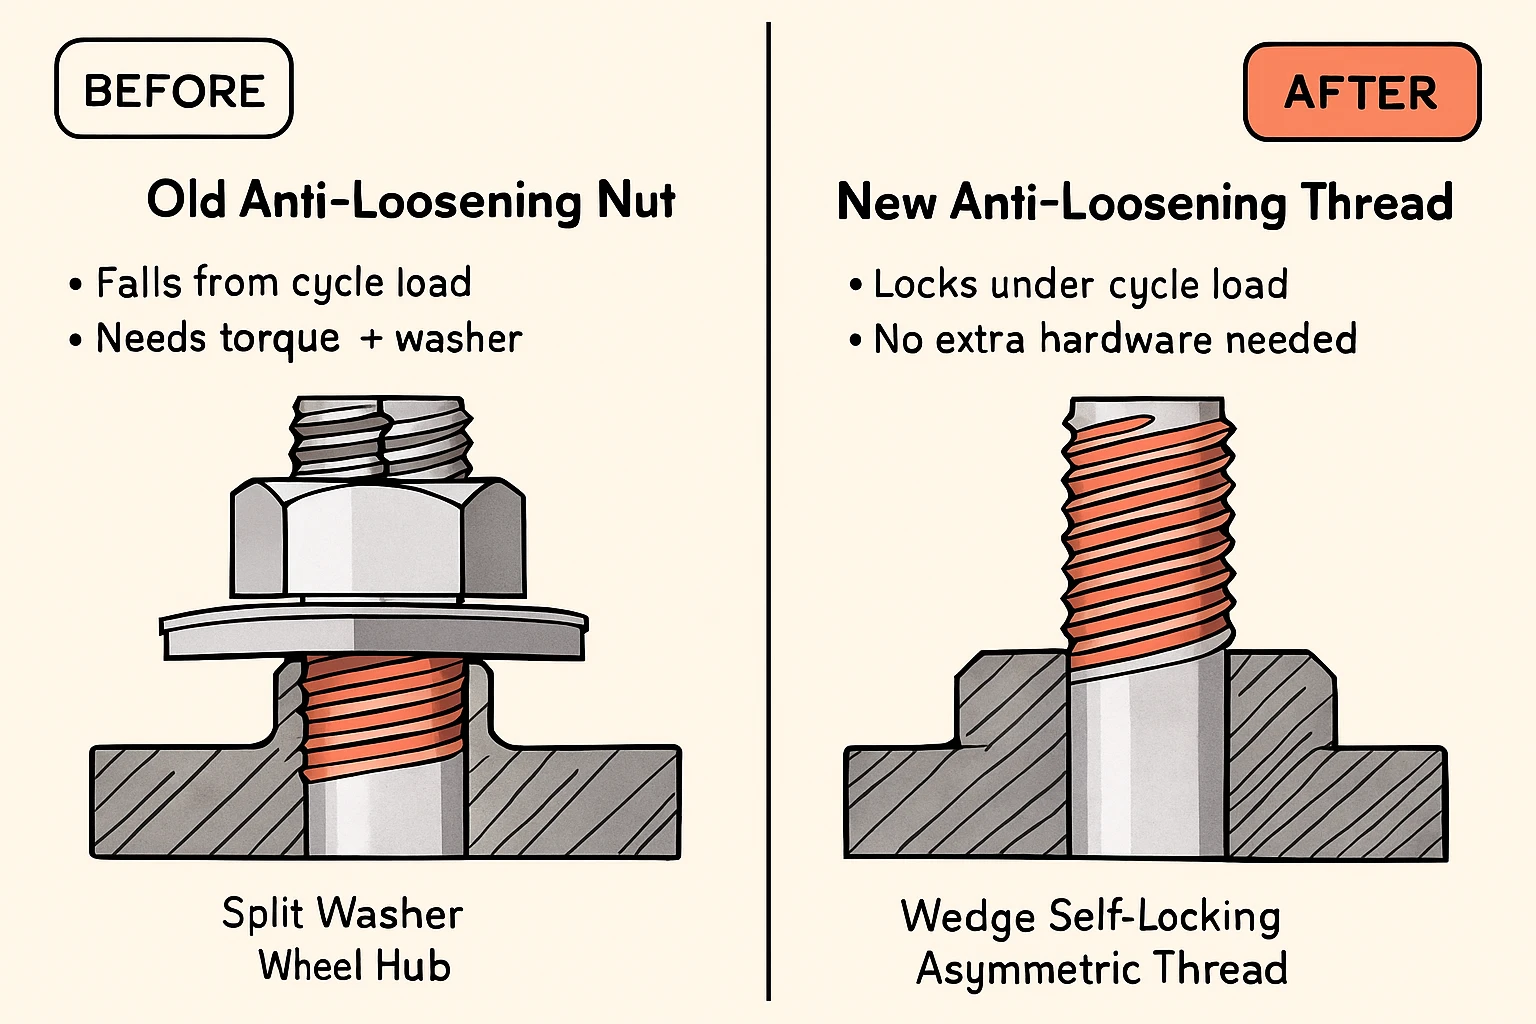 BEFORE
Old Anti-Loosening Nut
• Falls from cycle load
• Needs torque + washer
Split Washer
Wheel Hub
AFTER
New Anti-Loosening Thread
• Locks under cycle load
• No extra hardware needed
Wedge Self-Locking
Asymmetric Thread